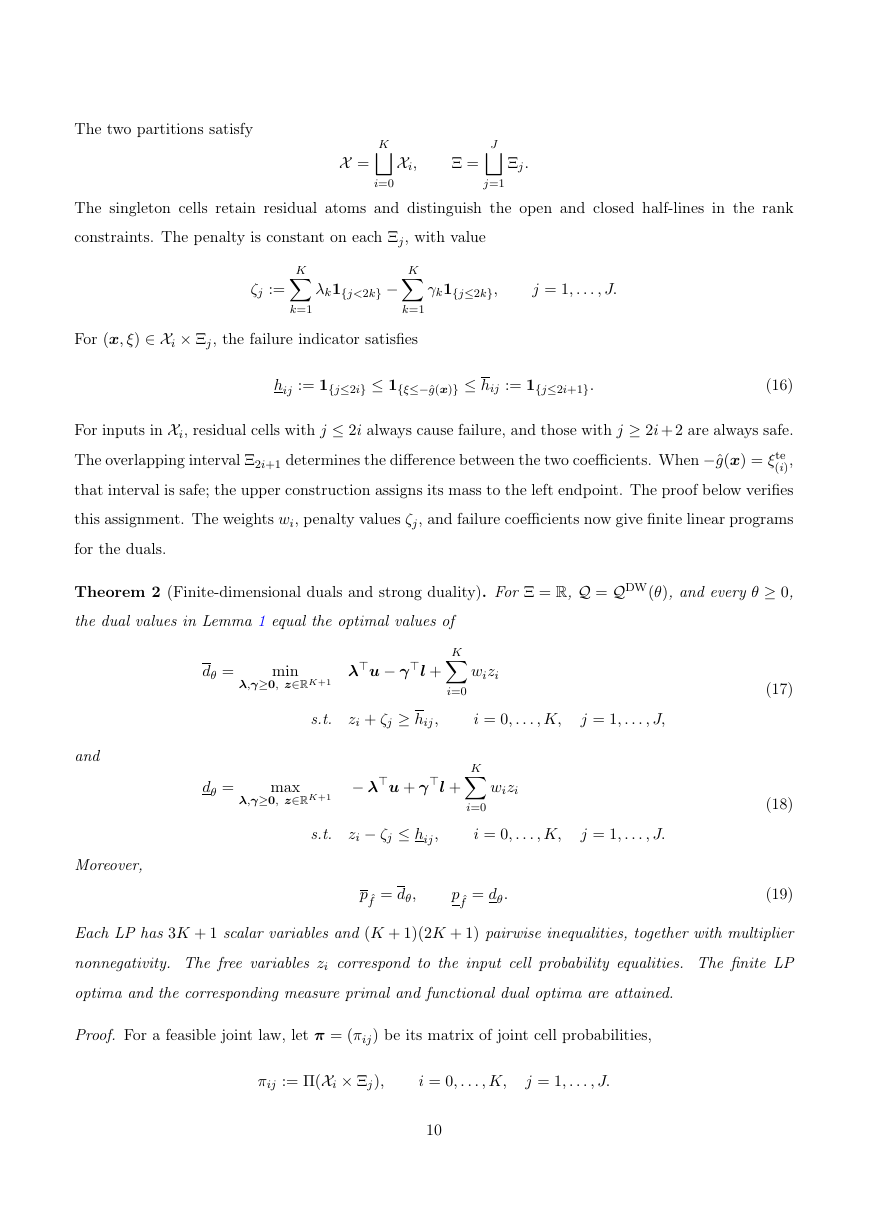 The two partitions satisfy
𝒳 = ⨆_{i=0}^{K} 𝒳_i, Ξ = ⨆_{j=1}^{J} Ξ_j.
The singleton cells retain residual atoms and distinguish the open and closed half-lines in the rank
constraints. The penalty is constant on each Ξ_j, with value
ζ_j := ∑_{k=1}^{K} λ_k 𝟏_{\{j<2k\}} − ∑_{k=1}^{K} γ_k 𝟏_{\{j≤2k\}}, j = 1, . . . , J.
For (𝒙, ξ) ∈ 𝒳_i × Ξ_j, the failure indicator satisfies
\underline{h}_{ij} := 𝟏_{\{j≤2i\}} ≤ 𝟏_{\{ξ≤−ĝ(𝒙)\}} ≤ \overline{h}_{ij} := 𝟏_{\{j≤2i+1\}}. (16)
For inputs in 𝒳_i, residual cells with j ≤ 2i always cause failure, and those with j ≥ 2i + 2 are always safe.
The overlapping interval Ξ_{2i+1} determines the difference between the two coefficients. When −ĝ(𝒙) = ξ^{te}_{(i)},
that interval is safe; the upper construction assigns its mass to the left endpoint. The proof below verifies
this assignment. The weights w_i, penalty values ζ_j, and failure coefficients now give finite linear programs
for the duals.
Theorem 2 (Finite-dimensional duals and strong duality). For Ξ = ℝ, 𝒬 = 𝒬^{DW}(θ), and every θ ≥ 0,
the dual values in Lemma 1 equal the optimal values of
\overline{d}_θ = min_{𝝀,𝜸≥𝟎, 𝒛∈ℝ^{K+1}} 𝝀^⊤𝒖 − 𝜸^⊤𝒍 + ∑_{i=0}^{K} w_i z_i
(17)
s.t. z_i + ζ_j ≥ \overline{h}_{ij}, i = 0, . . . , K, j = 1, . . . , J,
and
\underline{d}_θ = max_{𝝀,𝜸≥𝟎, 𝒛∈ℝ^{K+1}} − 𝝀^⊤𝒖 + 𝜸^⊤𝒍 + ∑_{i=0}^{K} w_i z_i
(18)
s.t. z_i − ζ_j ≤ \underline{h}_{ij}, i = 0, . . . , K, j = 1, . . . , J.
Moreover,
\overline{p}_{\hat{f}} = \overline{d}_θ, \underline{p}_{\hat{f}} = \underline{d}_θ. (19)
Each LP has 3K + 1 scalar variables and (K + 1)(2K + 1) pairwise inequalities, together with multiplier
nonnegativity. The free variables z_i correspond to the input cell probability equalities. The finite LP
optima and the corresponding measure primal and functional dual optima are attained.
Proof. For a feasible joint law, let 𝝅 = (π_{ij}) be its matrix of joint cell probabilities,
π_{ij} := Π(𝒳_i × Ξ_j), i = 0, . . . , K, j = 1, . . . , J.
10